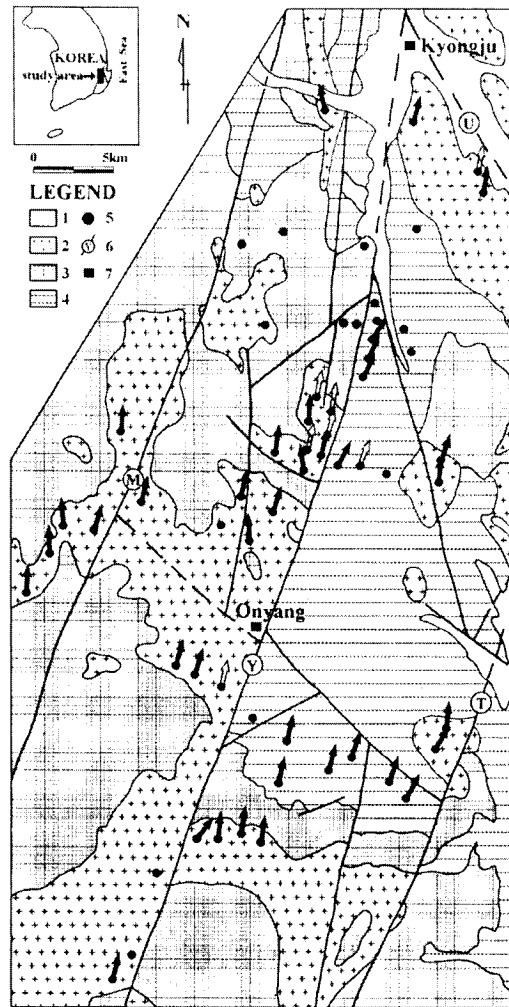 N
KOREA
study area
East Sea
Kyongju
0 5km
U
LEGEND
1 5
2 6
3 7
4
M
Onyang
Y
T